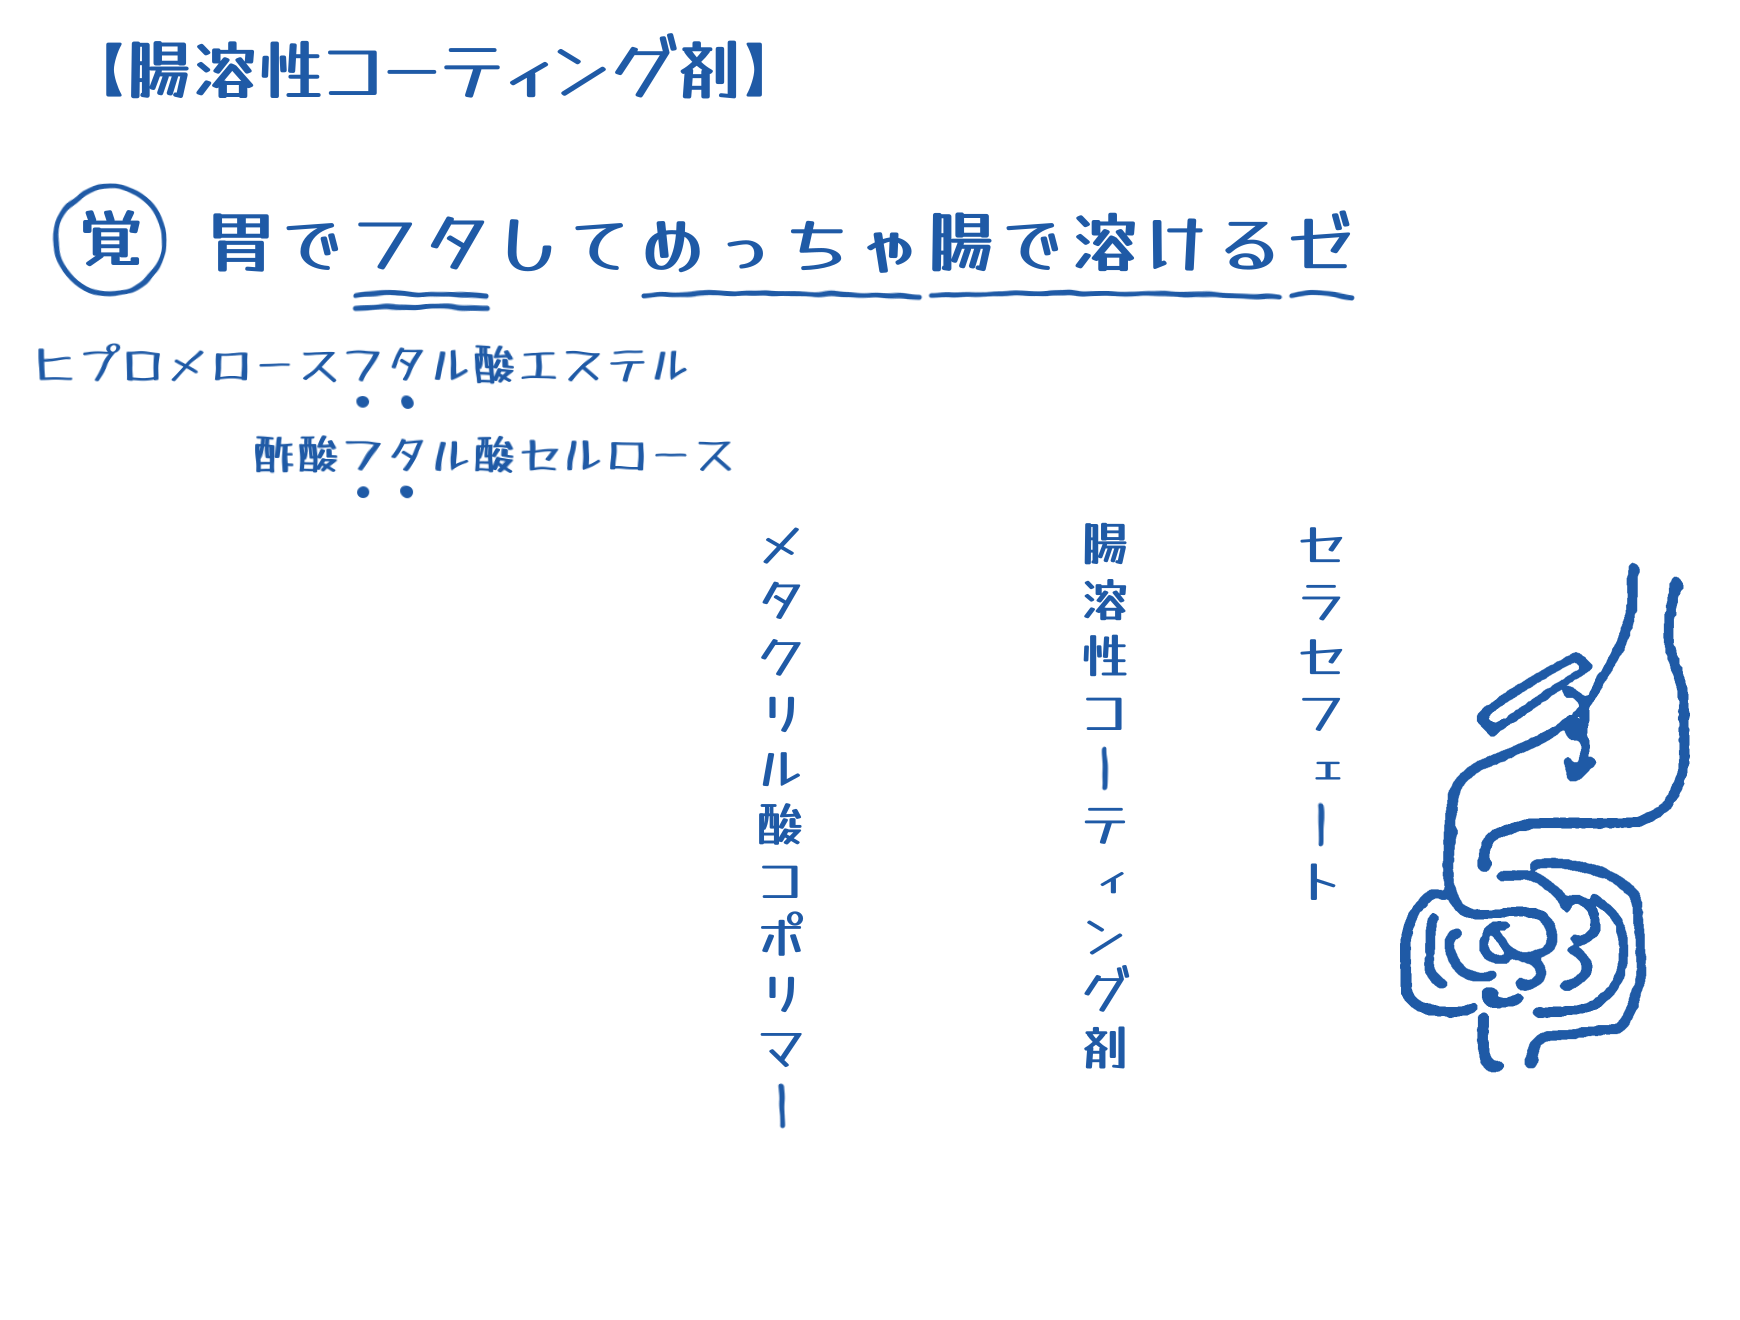 【腸溶性コーティング剤】
覚 胃でフタしてめっちゃ腸で溶けるゼ
ヒプロメロースフタル酸エステル
酢酸フタル酸セルロース
メタクリル酸コポリマー
腸溶性コーティング剤
セラセフェート